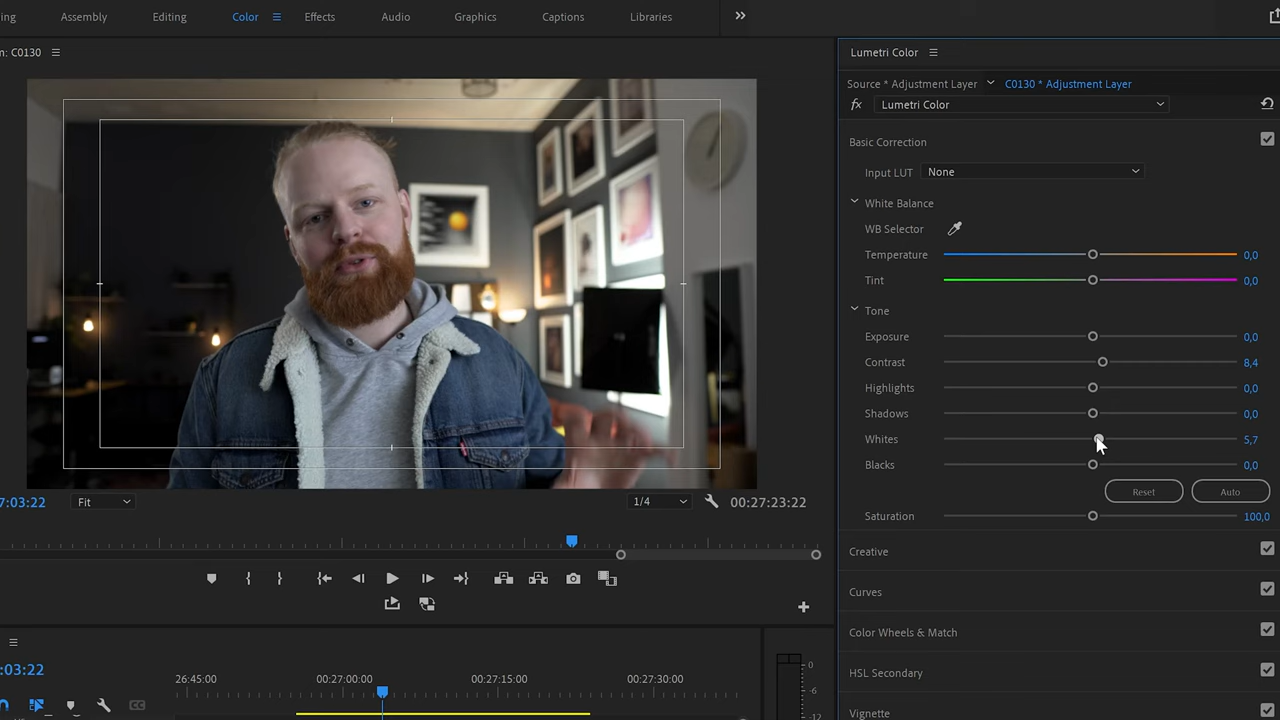 ing Assembly Editing Color Effects Audio Graphics Captions Libraries
m: C0130
Lumetri Color
Source * Adjustment Layer C0130 * Adjustment Layer
fx Lumetri Color
Basic Correction
Input LUT None
White Balance
WB Selector
Temperature 0,0
Tint 0,0
Tone
Exposure 0,0
Contrast 8,4
Highlights 0,0
Shadows 0,0
Whites 5,7
Blacks 0,0
Reset Auto
Saturation 100,0
7:03:22 Fit 1/4 00:27:23:22
Creative
Curves
Color Wheels & Match
HSL Secondary
Vignette
:03:22
26:45:00 00:27:00:00 00:27:15:00 00:27:30:00
0
-6
-12
CC